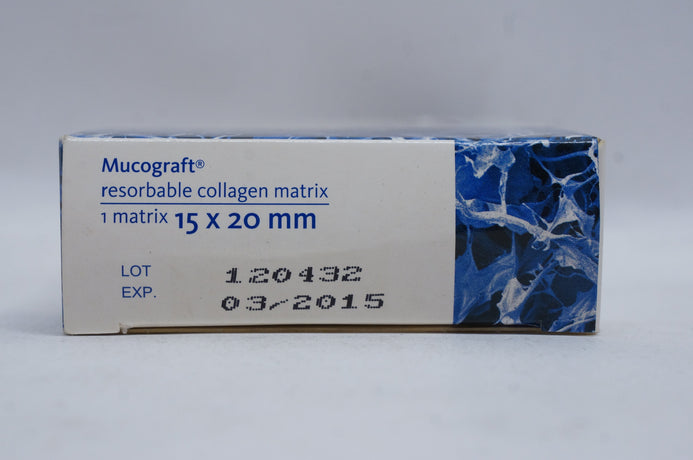 Mucograft®
resorbable collagen matrix
1 matrix 15 x 20 mm
LOT 120432
EXP. 03/2015